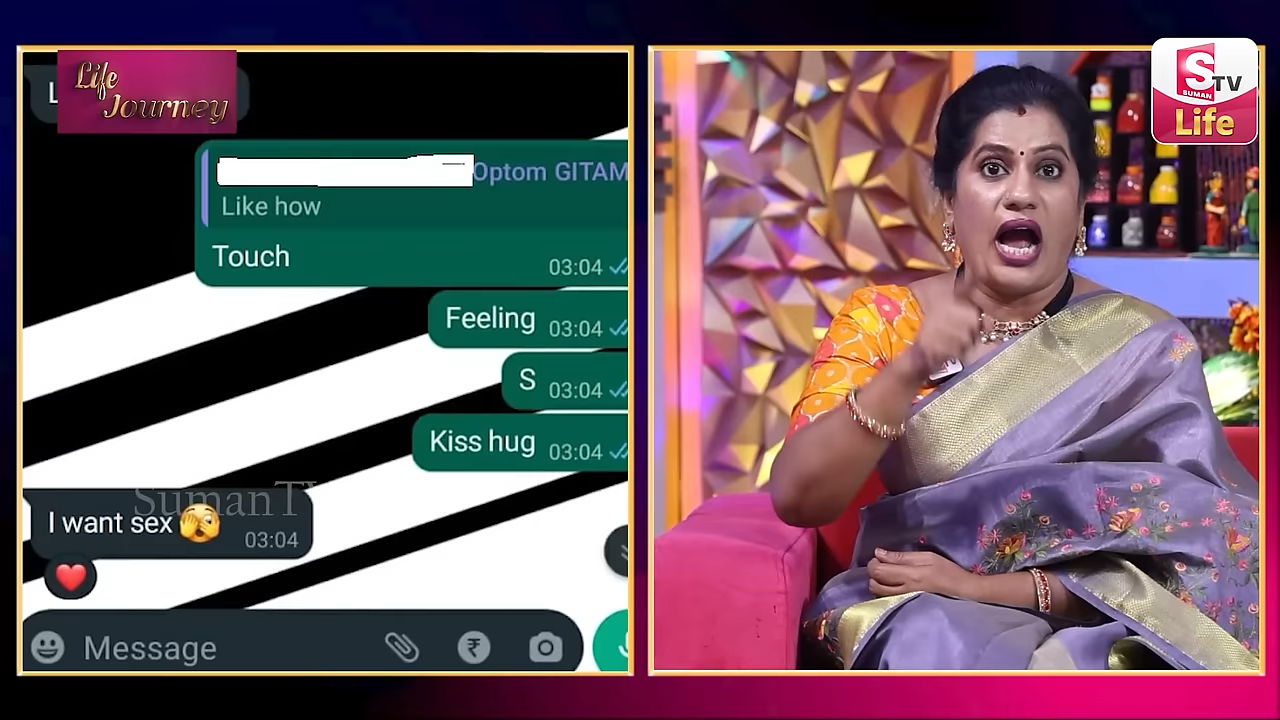 Life
Journey
L
Optom GITAM
Like how
Touch
03:04
Feeling 03:04
S 03:04
Kiss hug 03:04
SumanTV
I want sex 🫣
03:04
Message
S TV
SUMAN
Life